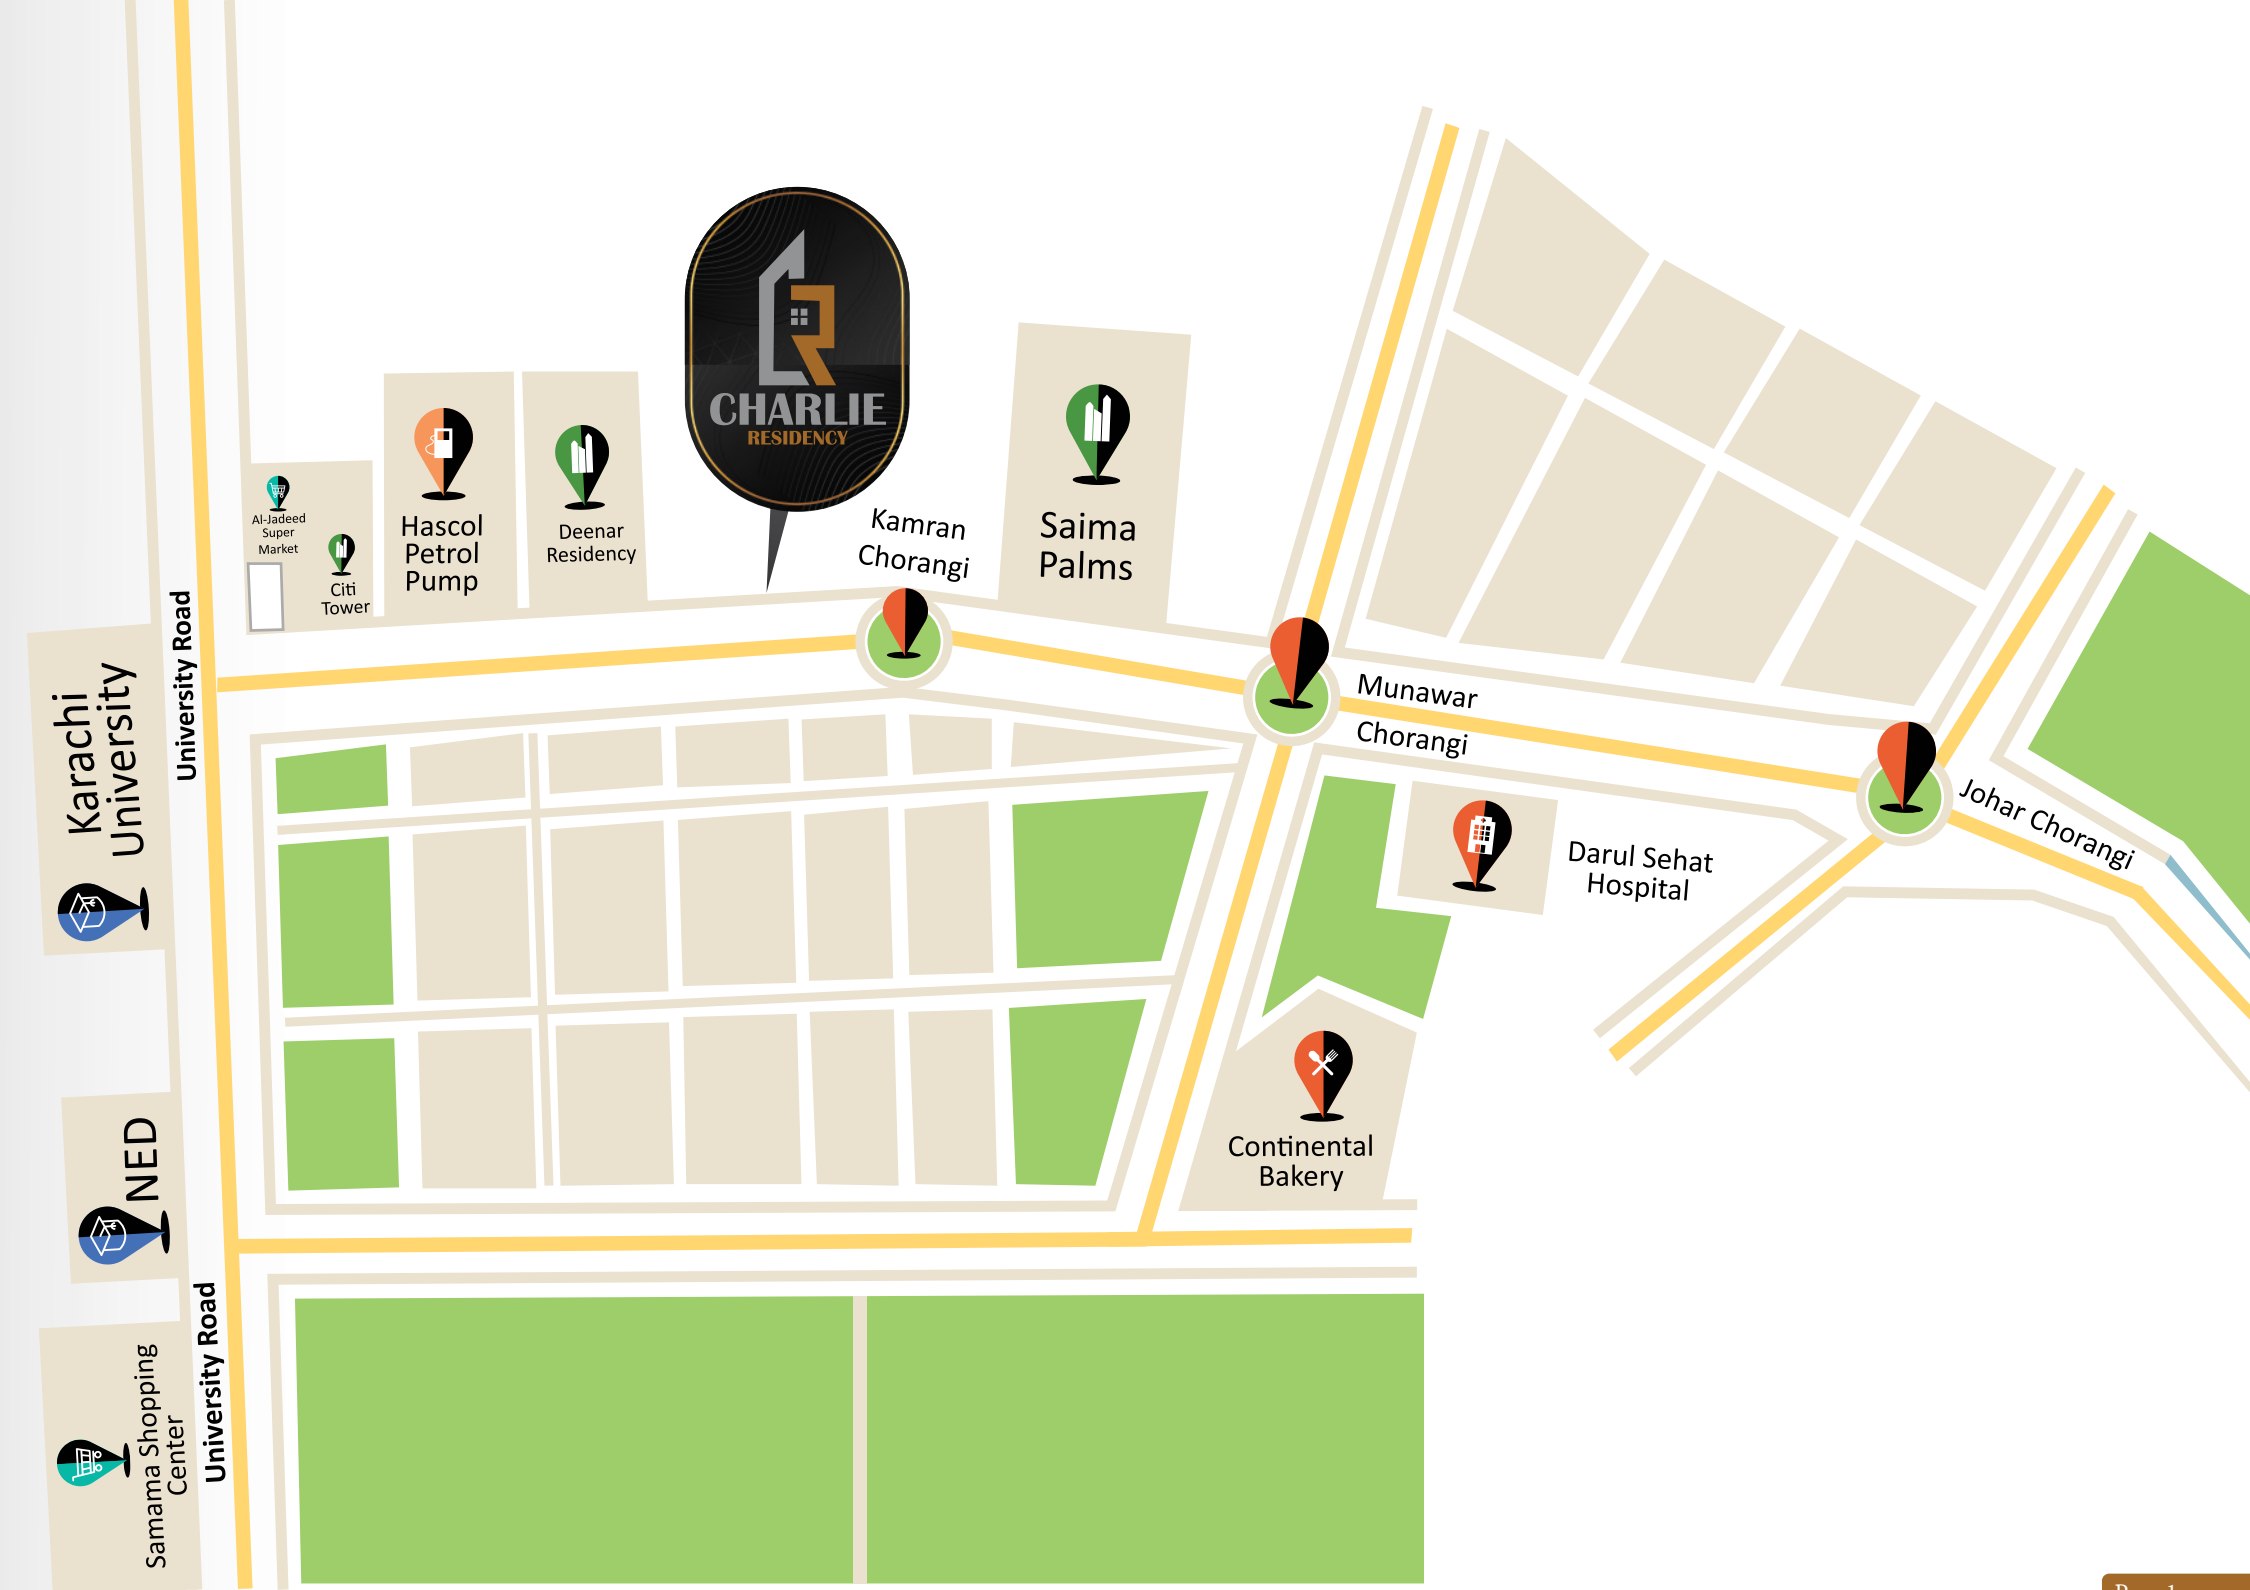 CHARLIE
RESIDENCY
Al-Jadeed
Super
Market
Citi
Tower
Hascol
Petrol
Pump
Deenar
Residency
Kamran
Chorangi
Saima
Palms
Munawar
Chorangi
Johar Chorangi
Darul Sehat
Hospital
Continental
Bakery
University Road
Karachi
University
NED
University Road
Samama Shopping
Center